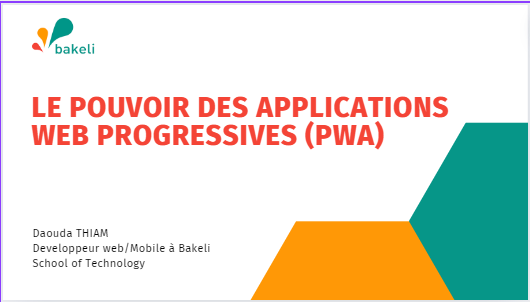 bakeli
LE POUVOIR DES APPLICATIONS
WEB PROGRESSIVES (PWA)
Daouda THIAM
Developpeur web/Mobile à Bakeli
School of Technology